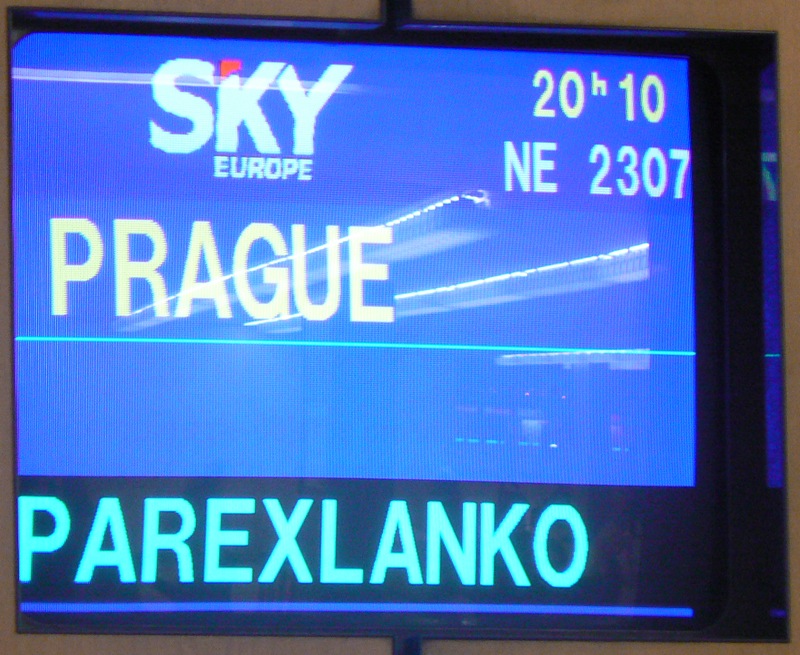 SKY
EUROPE
20h10
NE 2307
PRAGUE
PAREXLANKO